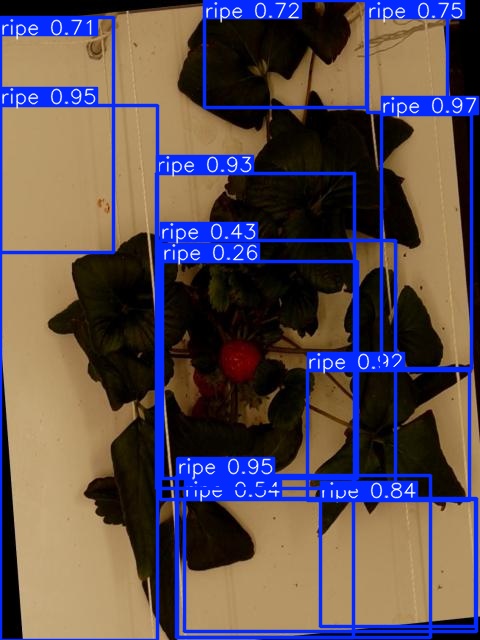 ripe 0.72
ripe 0.75
ripe 0.71
ripe 0.95
ripe 0.97
ripe 0.93
ripe 0.43
ripe 0.26
ripe 0.92
ripe 0.95
ripe 0.54
ripe 0.84